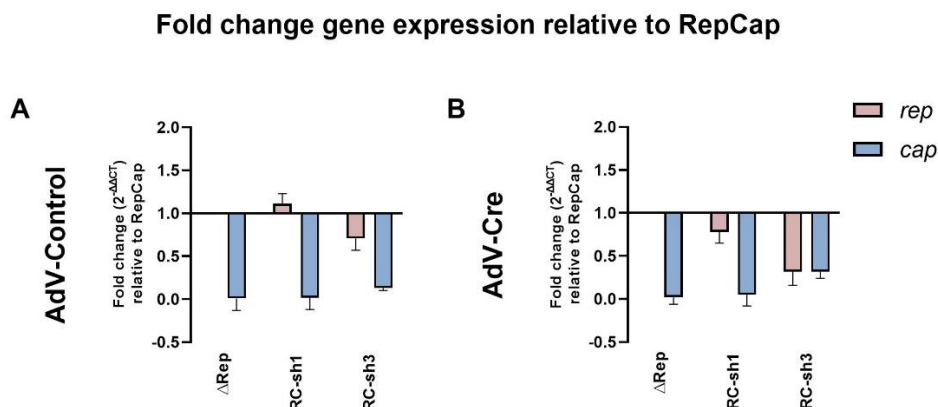 Fold change gene expression relative to RepCap
A
AdV-Control
Fold change (2^-ΔΔCT)
relative to RepCap
2.0
1.5
1.0
0.5
0.0
-0.5
ΔRep
RC-sh1
RC-sh3
B
AdV-Cre
Fold change (2^-ΔΔCT)
relative to RepCap
2.0
1.5
1.0
0.5
0.0
-0.5
ΔRep
RC-sh1
RC-sh3
rep
cap